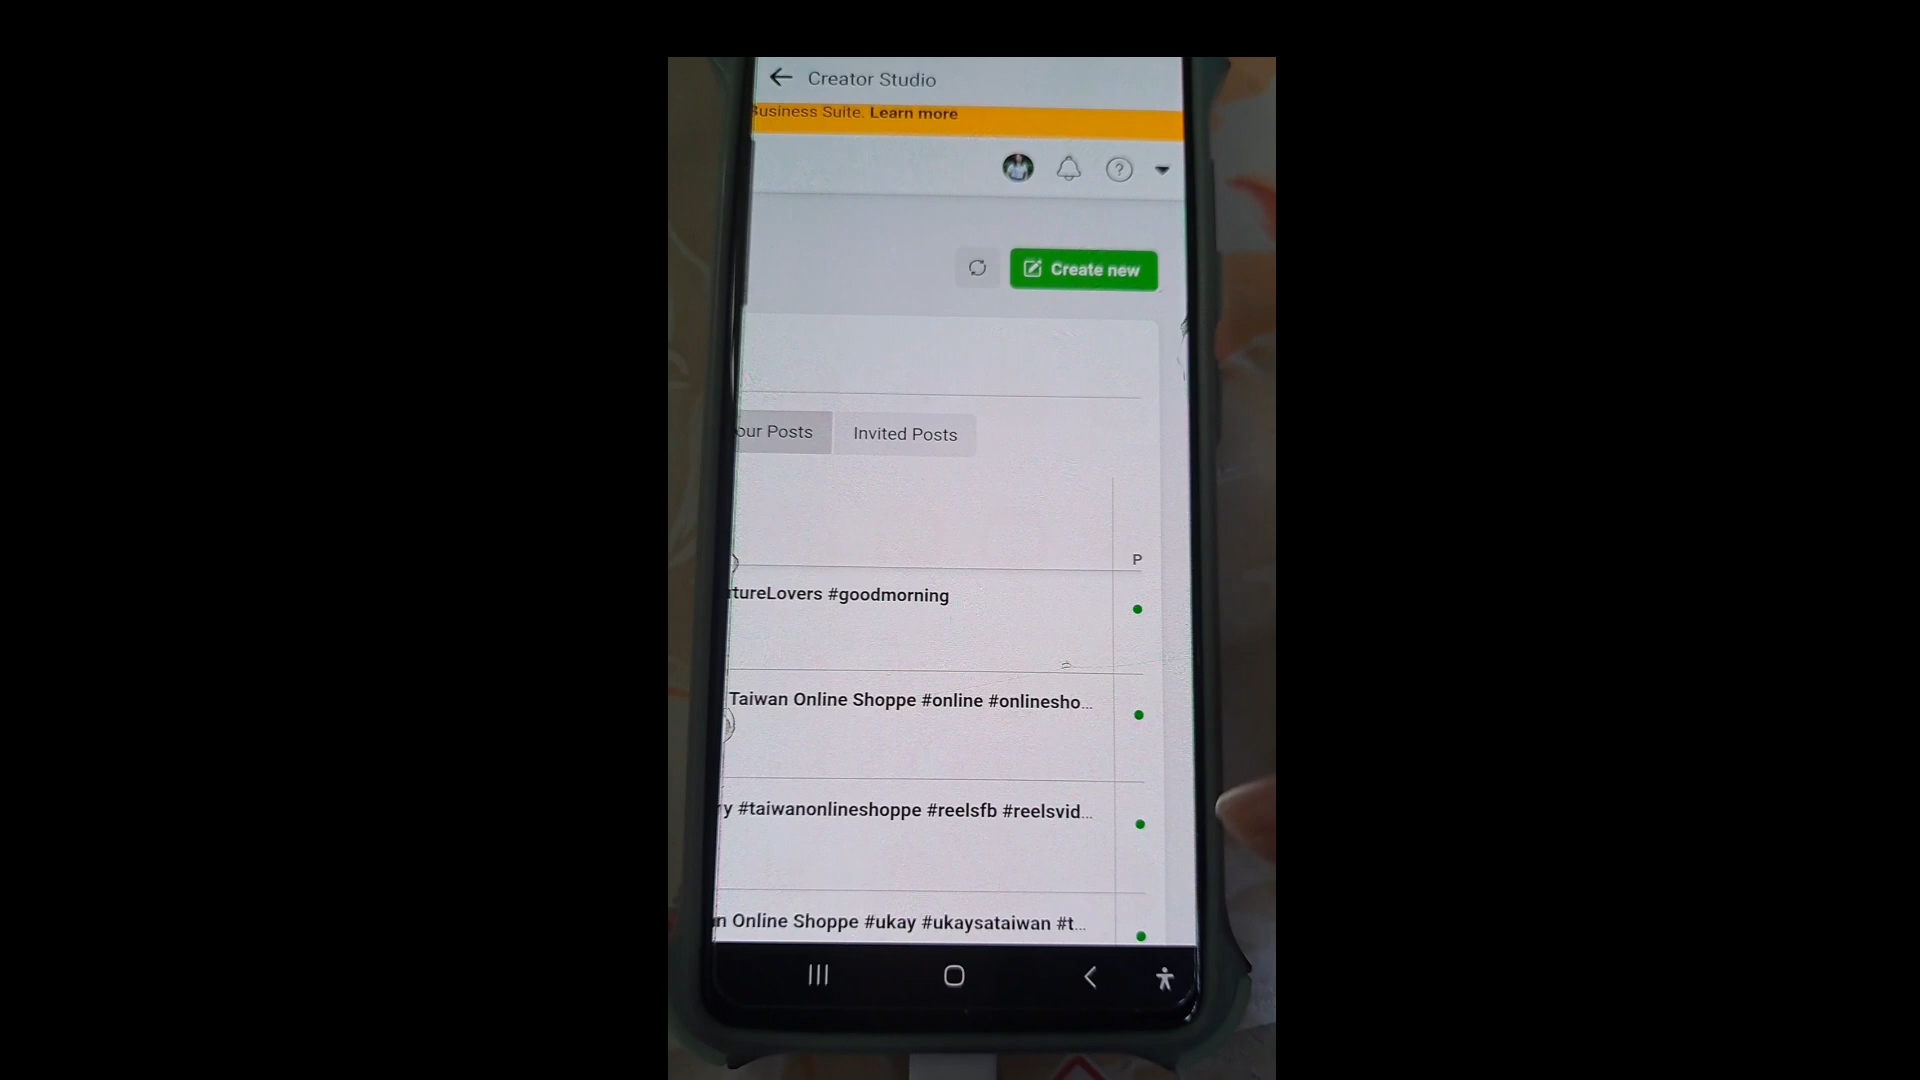 Creator Studio
Business Suite. Learn more
Create new
our Posts
Invited Posts
P
tureLovers #goodmorning
Taiwan Online Shoppe #online #onlinesho...
y #taiwanonlineshoppe #reelsfb #reelsvid...
n Online Shoppe #ukay #ukaysataiwan #t...